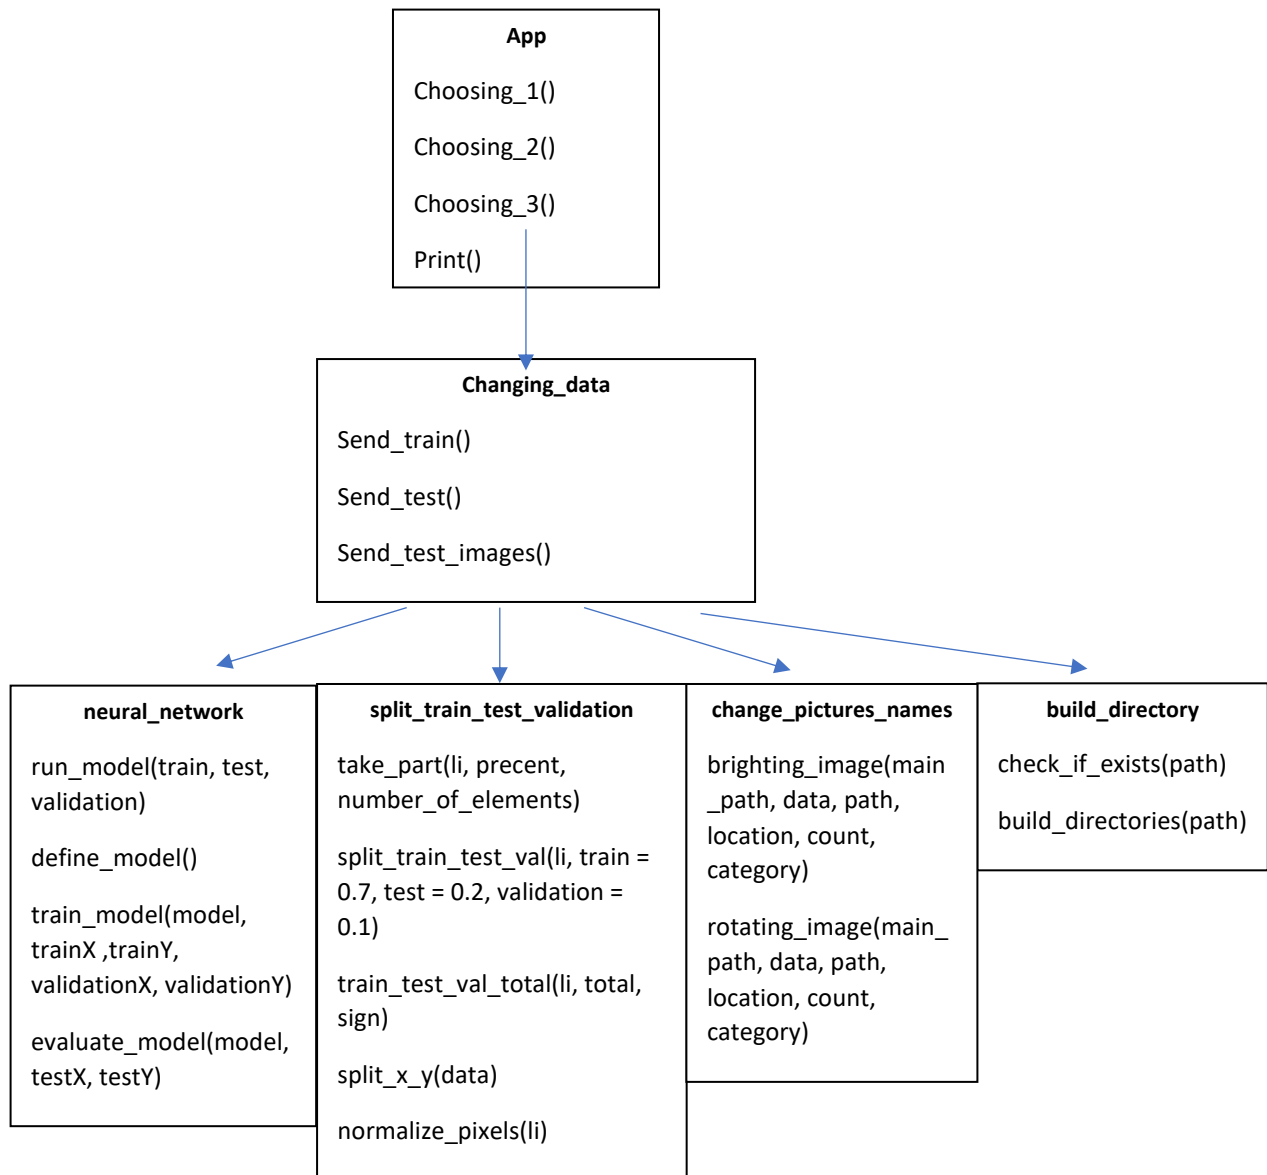 App
Choosing_1()
Choosing_2()
Choosing_3()
Print()
Changing_data
Send_train()
Send_test()
Send_test_images()
neural_network
run_model(train, test,
validation)
define_model()
train_model(model,
trainX ,trainY,
validationX, validationY)
evaluate_model(model,
testX, testY)
split_train_test_validation
take_part(li, precent,
number_of_elements)
split_train_test_val(li, train =
0.7, test = 0.2, validation =
0.1)
train_test_val_total(li, total,
sign)
split_x_y(data)
normalize_pixels(li)
change_pictures_names
brighting_image(main
_path, data, path,
location, count,
category)
rotating_image(main_
path, data, path,
location, count,
category)
build_directory
check_if_exists(path)
build_directories(path)